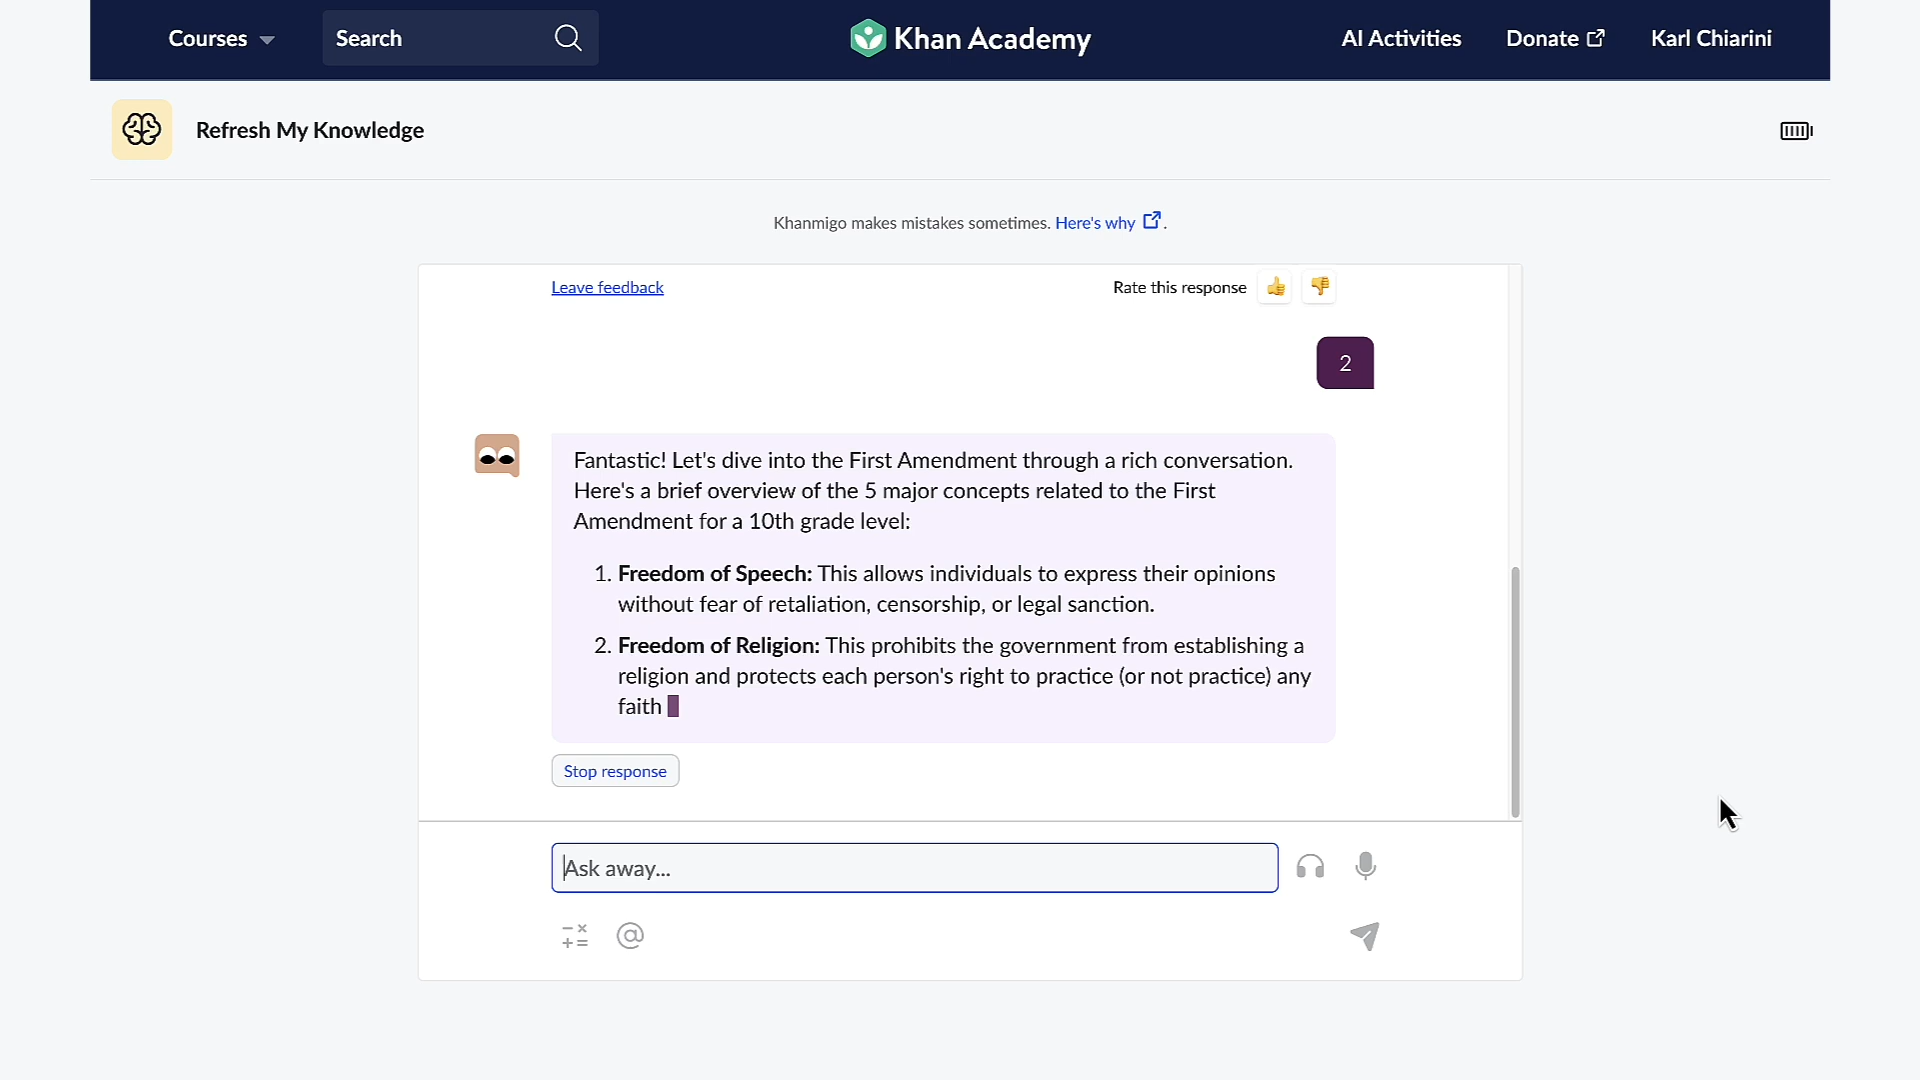 Courses
Search
Khan Academy
AI Activities
Donate
Karl Chiarini
Refresh My Knowledge
Khanmigo makes mistakes sometimes. Here's why.
Leave feedback
Rate this response
2
Fantastic! Let's dive into the First Amendment through a rich conversation.
Here's a brief overview of the 5 major concepts related to the First
Amendment for a 10th grade level:
1. Freedom of Speech: This allows individuals to express their opinions
without fear of retaliation, censorship, or legal sanction.
2. Freedom of Religion: This prohibits the government from establishing a
religion and protects each person's right to practice (or not practice) any
faith
Stop response
Ask away...